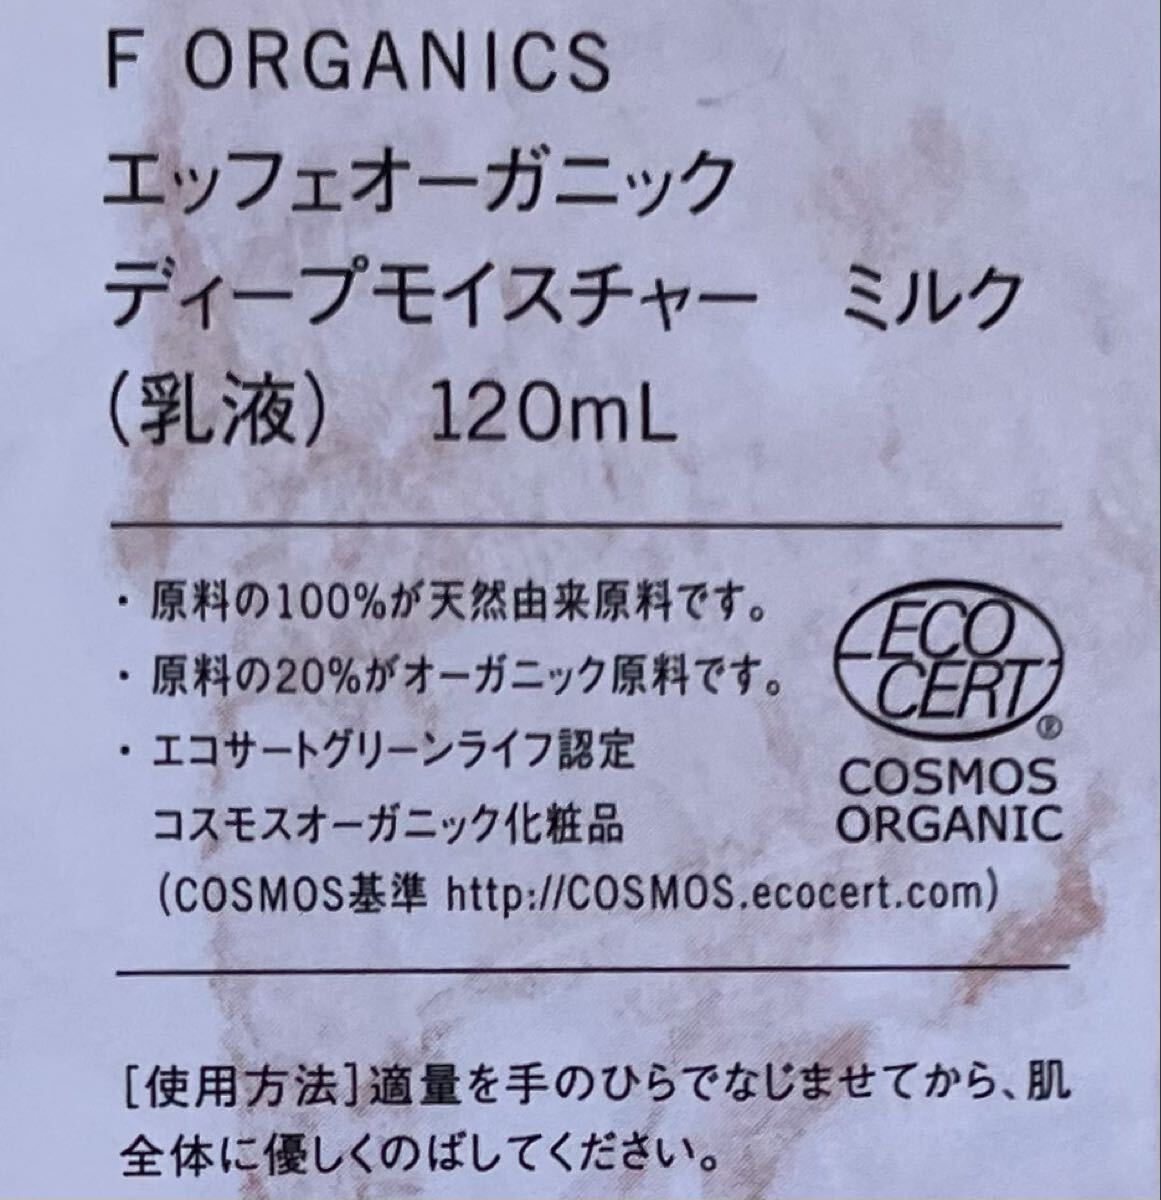 F ORGANICS
エッフェオーガニック
ディープモイスチャー　ミルク
（乳液）　120mL
・原料の100%が天然由来原料です。
・原料の20%がオーガニック原料です。
・エコサートグリーンライフ認定
コスモスオーガニック化粧品
(COSMOS基準 http://COSMOS.ecocert.com)
ECO
CERT®
COSMOS
ORGANIC
[使用方法]適量を手のひらでなじませてから、肌
全体に優しくのばしてください。